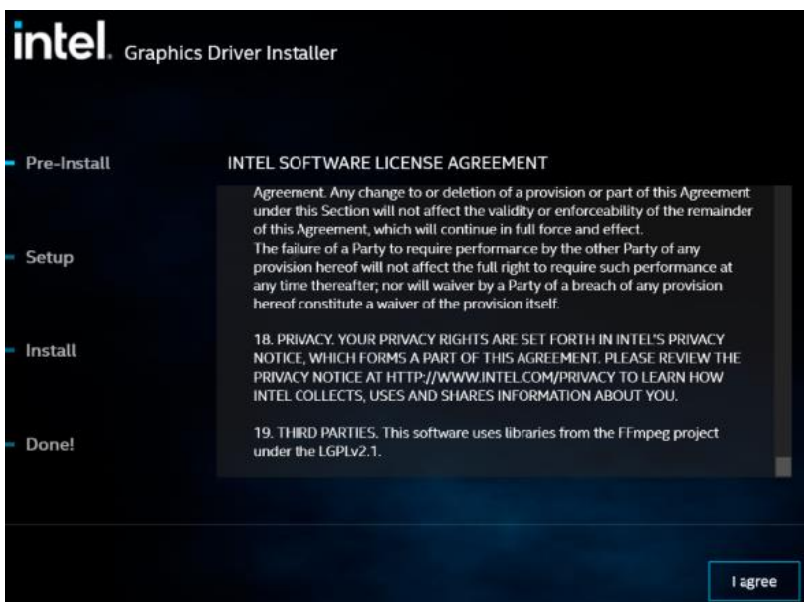 intel. Graphics Driver Installer
Pre-Install
Setup
Install
Done!
INTEL SOFTWARE LICENSE AGREEMENT
Agreement. Any change to or deletion of a provision or part of this Agreement
under this Section will not affect the validity or enforceability of the remainder
of this Agreement, which will continue in full force and effect.
The failure of a Party to require performance by the other Party of any
provision hereof will not affect the full right to require such performance at
any time thereafter; nor will waiver by a Party of a breach of any provision
hereof constitute a waiver of the provision itself.
18. PRIVACY. YOUR PRIVACY RIGHTS ARE SET FORTH IN INTEL'S PRIVACY
NOTICE, WHICH FORMS A PART OF THIS AGREEMENT. PLEASE REVIEW THE
PRIVACY NOTICE AT HTTP://WWW.INTEL.COM/PRIVACY TO LEARN HOW
INTEL COLLECTS, USES AND SHARES INFORMATION ABOUT YOU.
19. THIRD PARTIES. This software uses libraries from the FFmpeg project
under the LGPLv2.1.
I agree